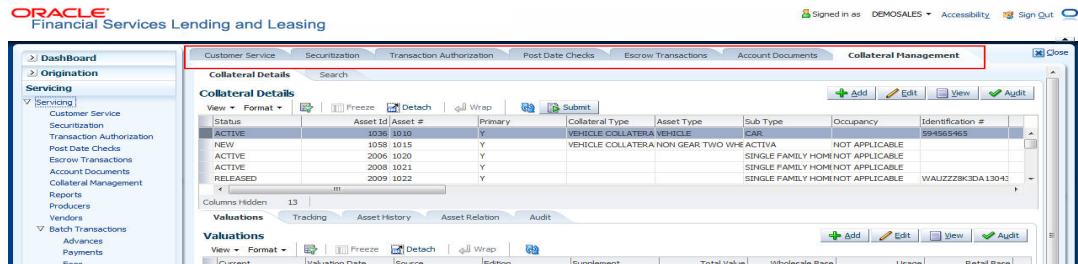 ORACLE
Financial Services Lending and Leasing
Signed in as DEMOSALES Accessibility Sign Out
Close
Customer Service Securitization Transaction Authorization Post Date Checks Escrow Transactions Account Documents Collateral Management
DashBoard
Origination
Servicing
Servicing
Customer Service
Securitization
Transaction Authorization
Post Date Checks
Escrow Transactions
Account Documents
Collateral Management
Reports
Producers
Vendors
Batch Transactions
Advances
Payments
Collateral Details Search
Collateral Details
Add Edit View Audit
View Format Freeze Detach Wrap Submit
Status Asset Id Asset # Primary Collateral Type Asset Type Sub Type Occupancy Identification #
ACTIVE 1036 1010 Y VEHICLE COLLATERA VEHICLE CAR 594565465
NEW 1058 1015 Y VEHICLE COLLATERA NON GEAR TWO WHE ACTIVA NOT APPLICABLE
ACTIVE 2006 1020 Y SINGLE FAMILY HOME NOT APPLICABLE
ACTIVE 2008 1021 Y SINGLE FAMILY HOME NOT APPLICABLE
RELEASED 2009 1022 Y SINGLE FAMILY HOME NOT APPLICABLE WAUZZZ8K3DA13043
Columns Hidden 13
Valuations Tracking Asset History Asset Relation Audit
Valuations
Add Edit View Audit
View Format Freeze Detach Wrap
Current Valuation Date Source Edition Supplement Total Value Wholesale Base Usage Retail Base